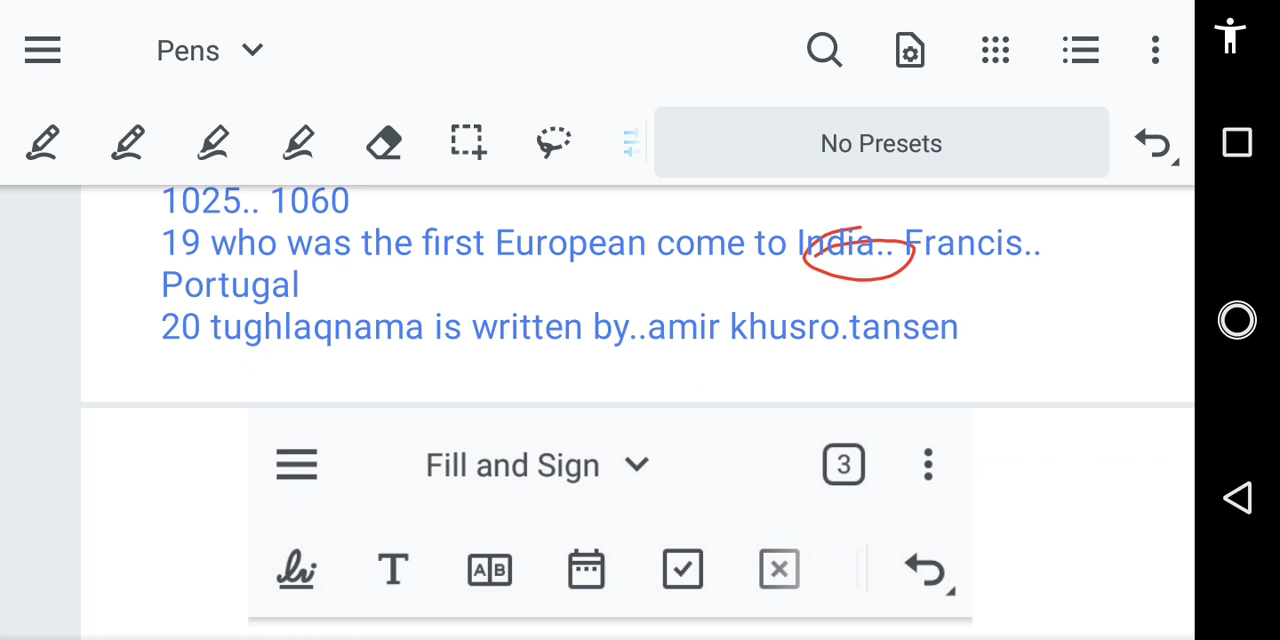 Pens
No Presets
1025.. 1060
19 who was the first European come to India.. Francis..
Portugal
20 tughlaqnama is written by..amir khusro.tansen
Fill and Sign
3
T
A B